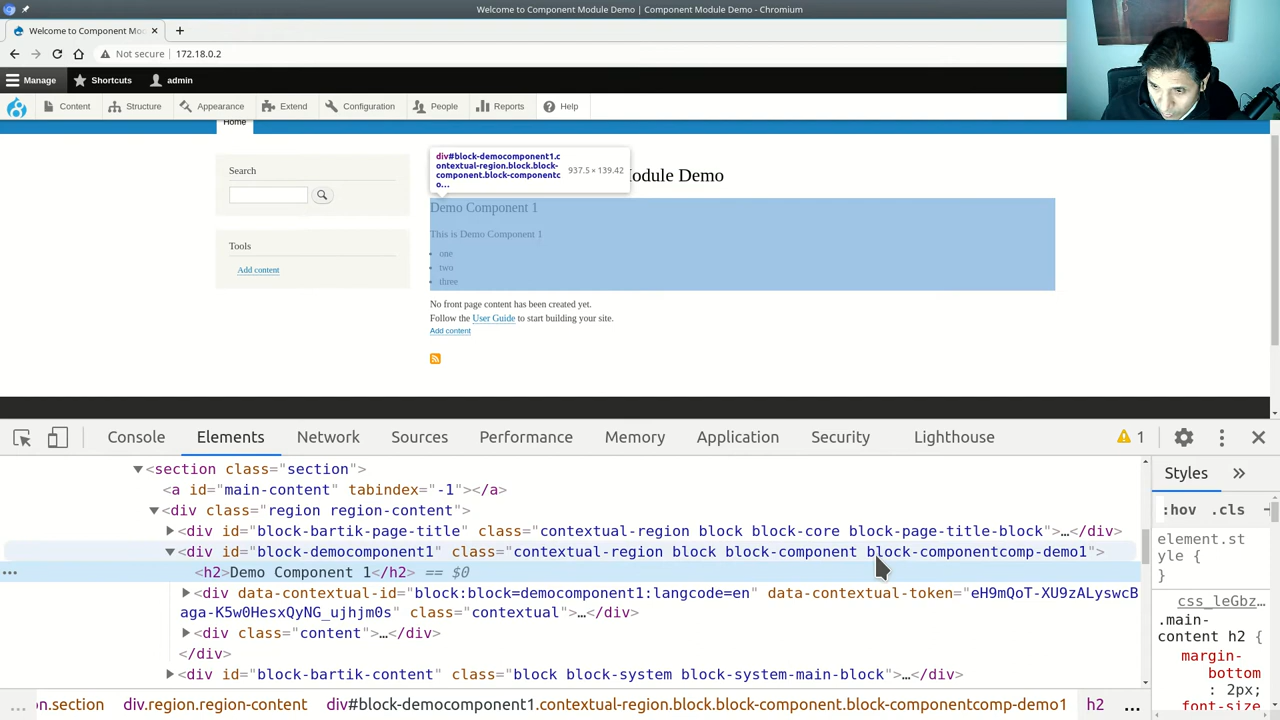 Welcome to Component Module Demo | Component Module Demo - Chromium
Welcome to Component Mo
Not secure | 172.18.0.2
Manage Shortcuts admin
Content Structure Appearance Extend Configuration People Reports Help
Home
Search
Tools
Add content
div#block-democomponent1.c
ontextual-region.block.block-
component.block-componentc
o…
937.5 × 139.42
odule Demo
Demo Component 1
This is Demo Component 1
one
two
three
No front page content has been created yet.
Follow the User Guide to start building your site.
Add content
Console Elements Network Sources Performance Memory Application Security Lighthouse 1
<section class="section">
<a id="main-content" tabindex="-1"></a>
<div class="region region-content">
<div id="block-bartik-page-title" class="contextual-region block block-core block-page-title-block">…</div>
<div id="block-democomponent1" class="contextual-region block block-component block-componentcomp-demo1">
<h2>Demo Component 1</h2> == $0
<div data-contextual-id="block:block=democomponent1:langcode=en" data-contextual-token="eH9mQoT-XU9zALyswcB
aga-K5w0HesxQyNG_ujhjm0s" class="contextual">…</div>
<div class="content">…</div>
</div>
<div id="block-bartik-content" class="block block-system block-system-main-block">…</div>
Styles »
:hov .cls
element.st
yle {
}
css_leGbz…
.main-
content h2 {
margin-
bottom
: 2px;
font-size
… on.section div.region.region-content div#block-democomponent1.contextual-region.block.block-component.block-componentcomp-demo1 h2 …